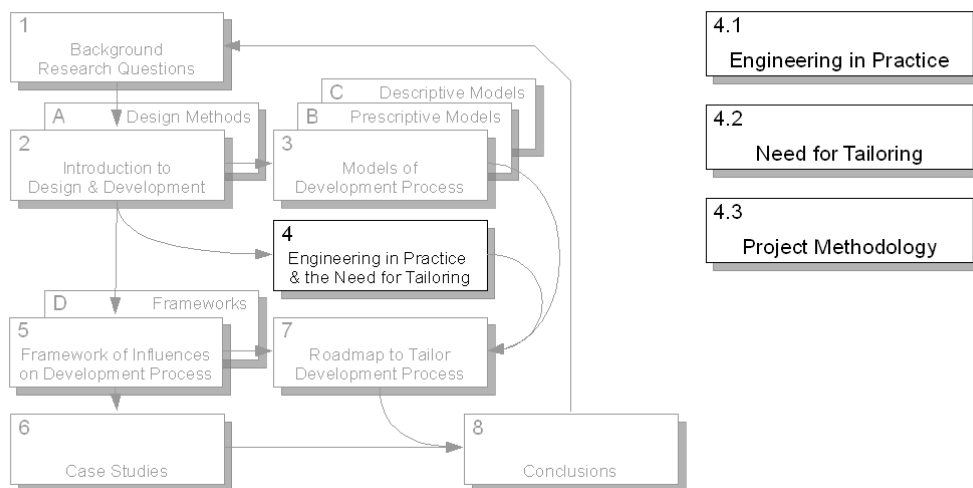 1
Background
Research Questions
A
Design Methods
2
Introduction to
Design & Development
C
Descriptive Models
B
Prescriptive Models
3
Models of
Development Process
4
Engineering in Practice
& the Need for Tailoring
D
Frameworks
5
Framework of Influences
on Development Process
7
Roadmap to Tailor
Development Process
6
Case Studies
8
Conclusions
4.1
Engineering in Practice
4.2
Need for Tailoring
4.3
Project Methodology